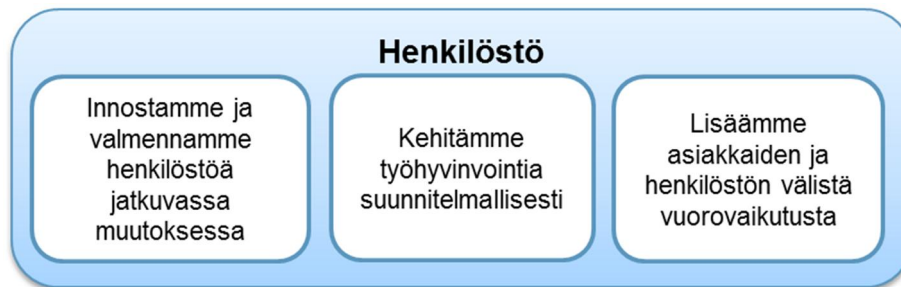 Henkilöstö
Innostamme ja
valmennamme
henkilöstöä
jatkuvassa
muutoksessa
Kehitämme
työhyvinvointia
suunnitelmallisesti
Lisäämme
asiakkaiden ja
henkilöstön välistä
vuorovaikutusta